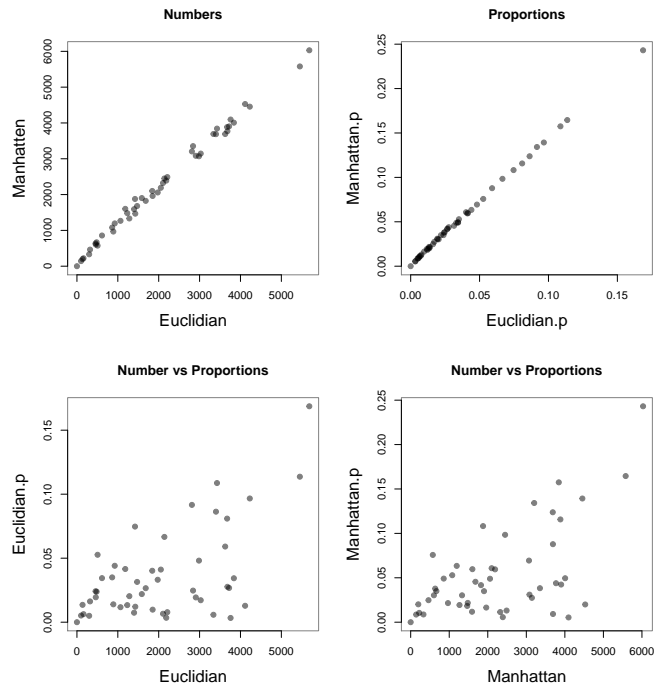 Numbers
Manhatten
0 1000 2000 3000 4000 5000
0 1000 2000 4000 6000
Euclidian
Proportions
Manhattan.p
0.00 0.05 0.10 0.15
0.00 0.05 0.10 0.15 0.20 0.25
Euclidian.p
Number vs Proportions
Euclidian.p
0 1000 2000 3000 4000 5000
0.00 0.05 0.10 0.15
Euclidian
Number vs Proportions
Manhattan.p
0 1000 2000 3000 4000 5000 6000
0.00 0.05 0.10 0.15 0.20 0.25
Manhattan